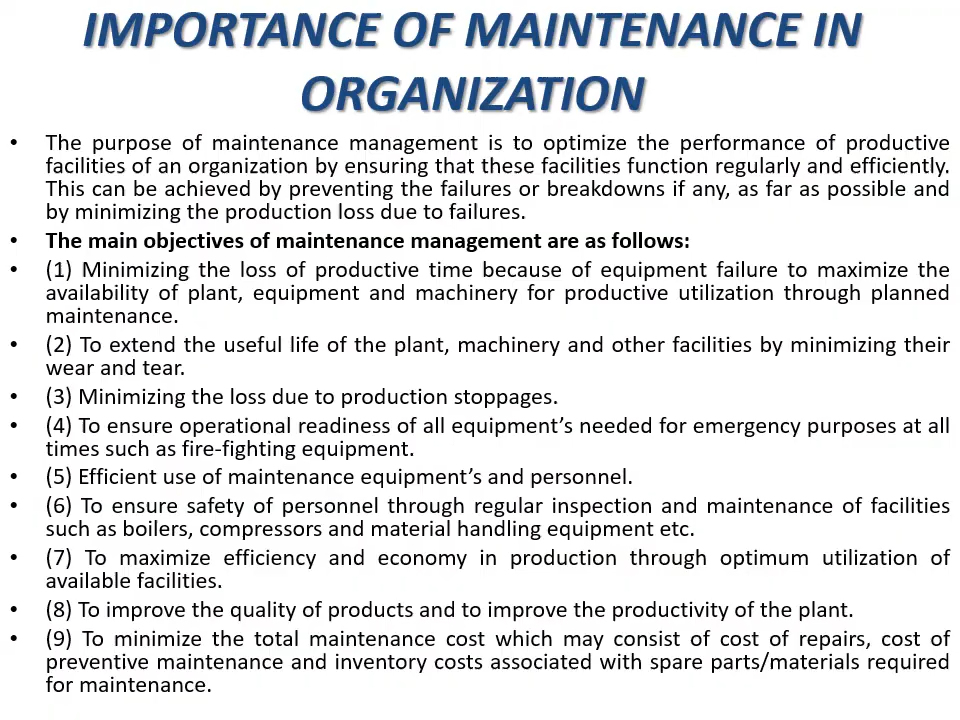 IMPORTANCE OF MAINTENANCE IN
ORGANIZATION
• The purpose of maintenance management is to optimize the performance of productive
facilities of an organization by ensuring that these facilities function regularly and efficiently.
This can be achieved by preventing the failures or breakdowns if any, as far as possible and
by minimizing the production loss due to failures.
• The main objectives of maintenance management are as follows:
• (1) Minimizing the loss of productive time because of equipment failure to maximize the
availability of plant, equipment and machinery for productive utilization through planned
maintenance.
• (2) To extend the useful life of the plant, machinery and other facilities by minimizing their
wear and tear.
• (3) Minimizing the loss due to production stoppages.
• (4) To ensure operational readiness of all equipment’s needed for emergency purposes at all
times such as fire-fighting equipment.
• (5) Efficient use of maintenance equipment’s and personnel.
• (6) To ensure safety of personnel through regular inspection and maintenance of facilities
such as boilers, compressors and material handling equipment etc.
• (7) To maximize efficiency and economy in production through optimum utilization of
available facilities.
• (8) To improve the quality of products and to improve the productivity of the plant.
• (9) To minimize the total maintenance cost which may consist of cost of repairs, cost of
preventive maintenance and inventory costs associated with spare parts/materials required
for maintenance.